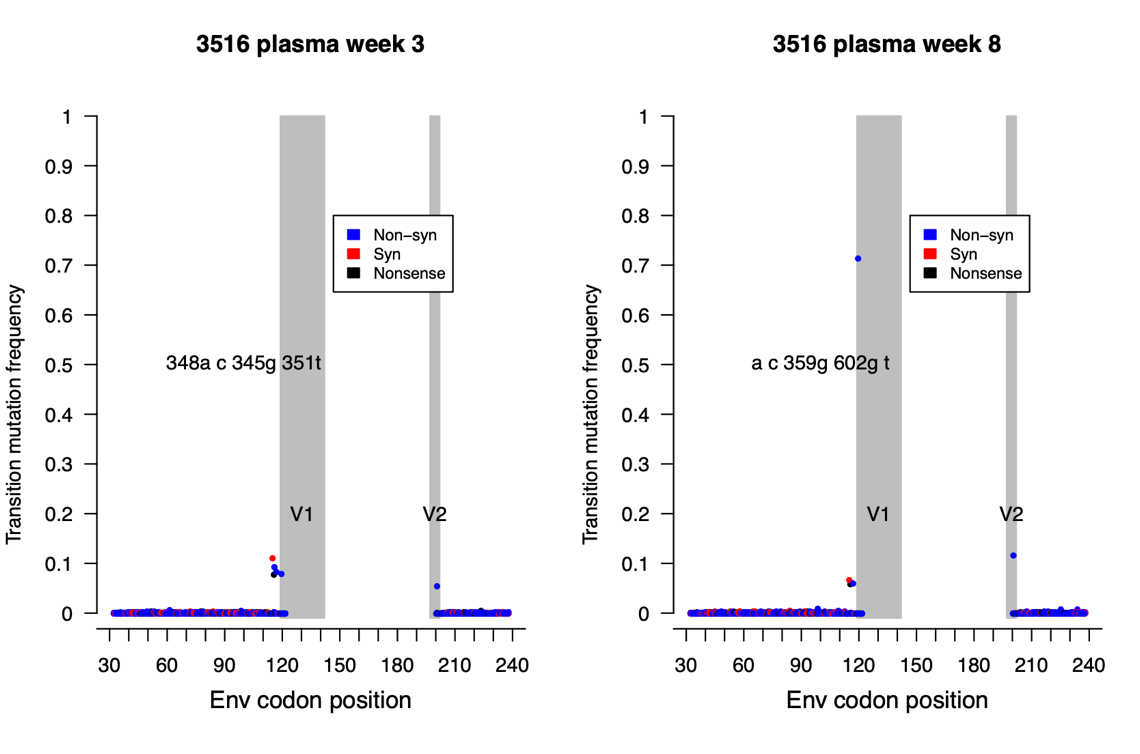 3516 plasma week 3
Transition mutation frequency
1
0.9
0.8
0.7
0.6
0.5
0.4
0.3
0.2
0.1
0
Non-syn
Syn
Nonsense
348a c 345g 351t
V1
V2
30 60 90 120 150 180 210 240
Env codon position
3516 plasma week 8
Transition mutation frequency
1
0.9
0.8
0.7
0.6
0.5
0.4
0.3
0.2
0.1
0
Non-syn
Syn
Nonsense
a c 359g 602g t
V1
V2
30 60 90 120 150 180 210 240
Env codon position